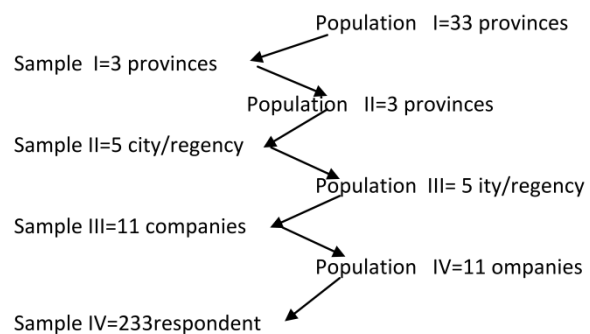 Population I=33 provinces
Sample I=3 provinces
Population II=3 provinces
Sample II=5 city/regency
Population III= 5 ity/regency
Sample III=11 companies
Population IV=11 ompanies
Sample IV=233respondent